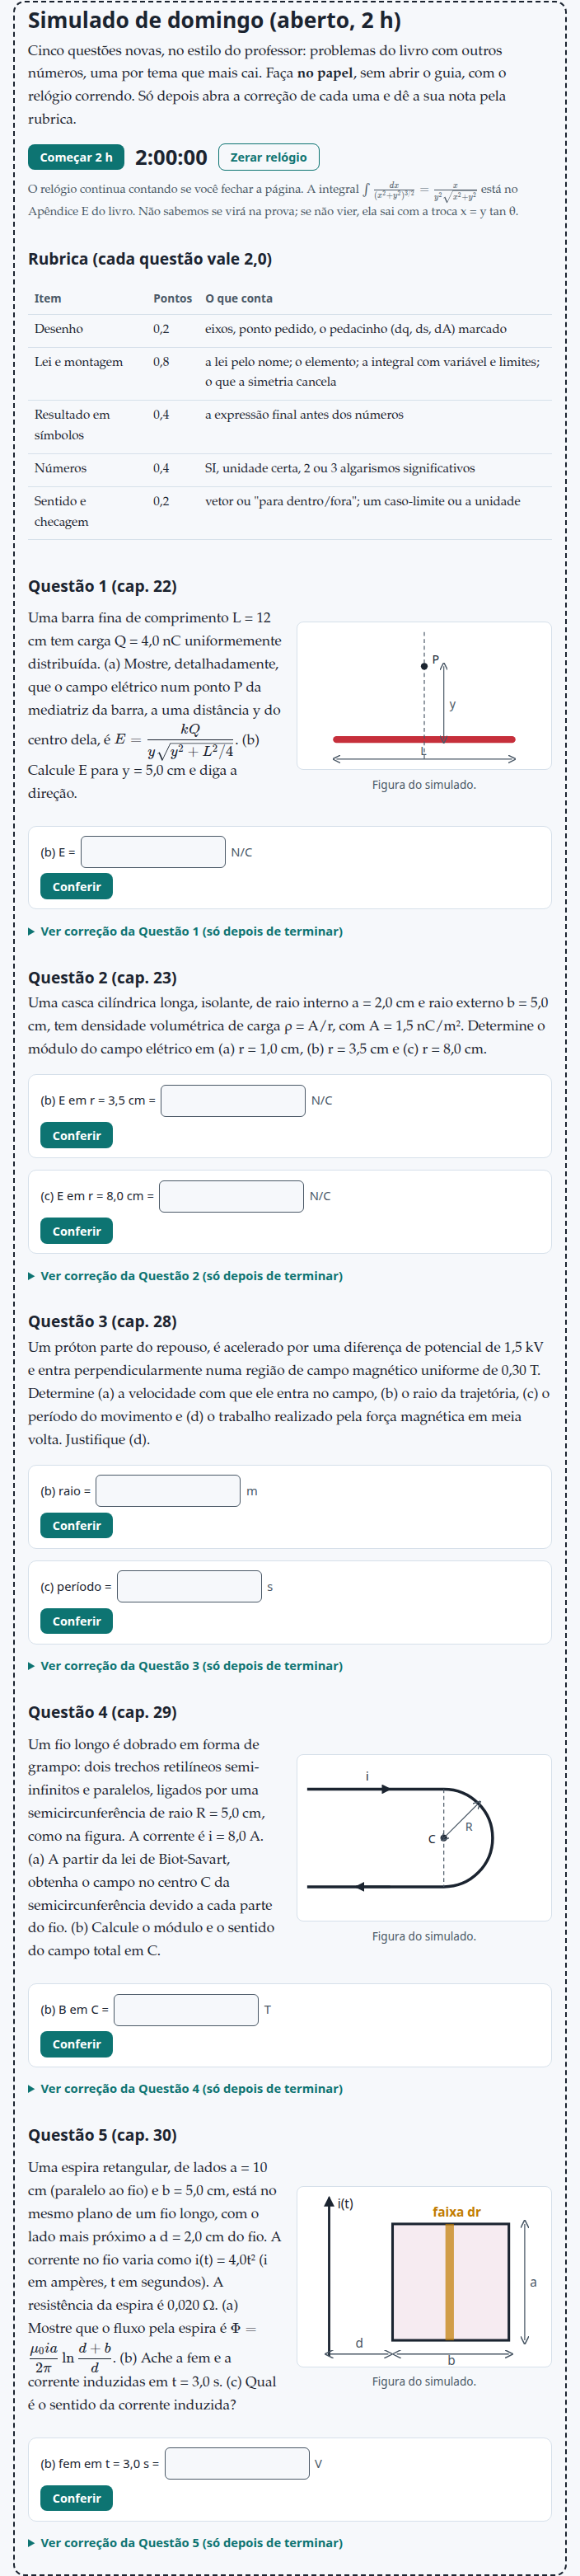 Simulado de domingo (aberto, 2 h)
Cinco questões novas, no estilo do professor: problemas do livro com outros
números, uma por tema que mais cai. Faça no papel, sem abrir o guia, com o
relógio correndo. Só depois abra a correção de cada uma e dê a sua nota pela
rubrica.
Começar 2 h 2:00:00 Zerar relógio
O relógio continua contando se você fechar a página. A integral ∫ dx/(x²+y²)^{3/2} = x/(y²√(x²+y²)) está no
Apêndice E do livro. Não sabemos se virá na prova; se não vier, ela sai com a troca x = y tan θ.
Rubrica (cada questão vale 2,0)
Item Pontos O que conta
Desenho 0,2 eixos, ponto pedido, o pedacinho (dq, ds, dA) marcado
Lei e montagem 0,8 a lei pelo nome; o elemento; a integral com variável e limites;
o que a simetria cancela
Resultado em
símbolos
0,4 a expressão final antes dos números
Números 0,4 SI, unidade certa, 2 ou 3 algarismos significativos
Sentido e
checagem
0,2 vetor ou "para dentro/fora"; um caso-limite ou a unidade
Questão 1 (cap. 22)
Uma barra fina de comprimento L = 12
cm tem carga Q = 4,0 nC uniformemente
distribuída. (a) Mostre, detalhadamente,
que o campo elétrico num ponto P da
mediatriz da barra, a uma distância y do
centro dela, é E = kQ/(y√(y² + L²/4)). (b)
Calcule E para y = 5,0 cm e diga a
direção.
P
y
L
Figura do simulado.
(b) E = N/C
Conferir
▶ Ver correção da Questão 1 (só depois de terminar)
Questão 2 (cap. 23)
Uma casca cilíndrica longa, isolante, de raio interno a = 2,0 cm e raio externo b = 5,0
cm, tem densidade volumétrica de carga ρ = A/r, com A = 1,5 nC/m². Determine o
módulo do campo elétrico em (a) r = 1,0 cm, (b) r = 3,5 cm e (c) r = 8,0 cm.
(b) E em r = 3,5 cm = N/C
Conferir
(c) E em r = 8,0 cm = N/C
Conferir
▶ Ver correção da Questão 2 (só depois de terminar)
Questão 3 (cap. 28)
Um próton parte do repouso, é acelerado por uma diferença de potencial de 1,5 kV
e entra perpendicularmente numa região de campo magnético uniforme de 0,30 T.
Determine (a) a velocidade com que ele entra no campo, (b) o raio da trajetória, (c) o
período do movimento e (d) o trabalho realizado pela força magnética em meia
volta. Justifique (d).
(b) raio = m
Conferir
(c) período = s
Conferir
▶ Ver correção da Questão 3 (só depois de terminar)
Questão 4 (cap. 29)
Um fio longo é dobrado em forma de
grampo: dois trechos retilíneos semi-
infinitos e paralelos, ligados por uma
semicircunferência de raio R = 5,0 cm,
como na figura. A corrente é i = 8,0 A.
(a) A partir da lei de Biot-Savart,
obtenha o campo no centro C da
semicircunferência devido a cada parte
do fio. (b) Calcule o módulo e o sentido
do campo total em C.
i
C
R
Figura do simulado.
(b) B em C = T
Conferir
▶ Ver correção da Questão 4 (só depois de terminar)
Questão 5 (cap. 30)
Uma espira retangular, de lados a = 10
cm (paralelo ao fio) e b = 5,0 cm, está no
mesmo plano de um fio longo, com o
lado mais próximo a d = 2,0 cm do fio. A
corrente no fio varia como i(t) = 4,0t² (i
em ampères, t em segundos). A
resistência da espira é 0,020 Ω. (a)
Mostre que o fluxo pela espira é Φ =
μ₀ia/2π ln (d + b)/d. (b) Ache a fem e a
corrente induzidas em t = 3,0 s. (c) Qual
é o sentido da corrente induzida?
i(t)
faixa dr
a
d
b
Figura do simulado.
(b) fem em t = 3,0 s = V
Conferir
▶ Ver correção da Questão 5 (só depois de terminar)